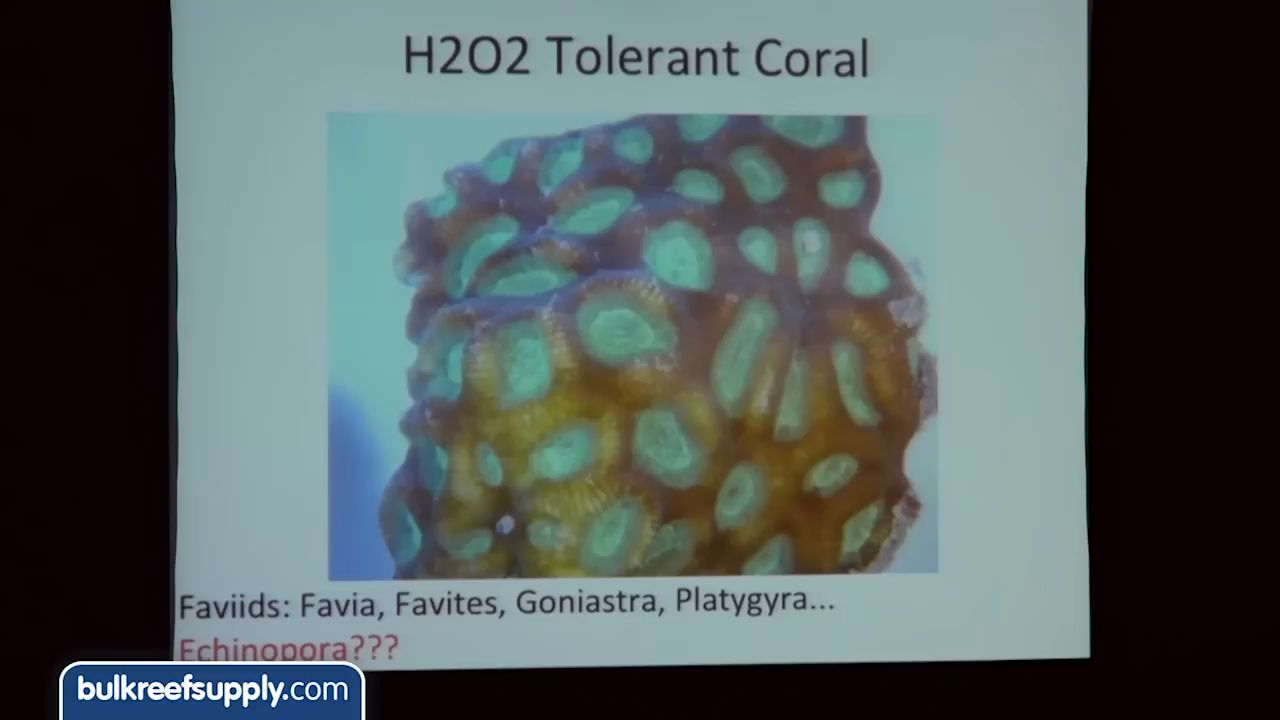 H2O2 Tolerant Coral
Faviids: Favia, Favites, Goniastra, Platygyra...
Echinopora???
bulkreefsupply.com